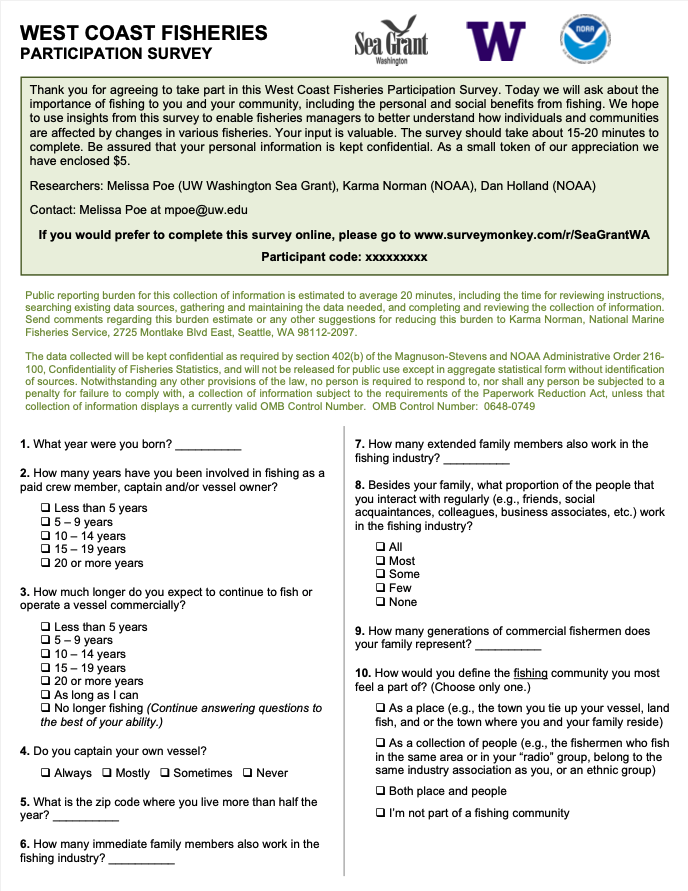 WEST COAST FISHERIES
PARTICIPATION SURVEY
Sea Grant
Washington
W
NOAA
Thank you for agreeing to take part in this West Coast Fisheries Participation Survey. Today we will ask about the
importance of fishing to you and your community, including the personal and social benefits from fishing. We hope
to use insights from this survey to enable fisheries managers to better understand how individuals and communities
are affected by changes in various fisheries. Your input is valuable. The survey should take about 15-20 minutes to
complete. Be assured that your personal information is kept confidential. As a small token of our appreciation we
have enclosed $5.
Researchers: Melissa Poe (UW Washington Sea Grant), Karma Norman (NOAA), Dan Holland (NOAA)
Contact: Melissa Poe at mpoe@uw.edu
If you would prefer to complete this survey online, please go to www.surveymonkey.com/r/SeaGrantWA
Participant code: xxxxxxxxx
Public reporting burden for this collection of information is estimated to average 20 minutes, including the time for reviewing instructions,
searching existing data sources, gathering and maintaining the data needed, and completing and reviewing the collection of information.
Send comments regarding this burden estimate or any other suggestions for reducing this burden to Karma Norman, National Marine
Fisheries Service, 2725 Montlake Blvd East, Seattle, WA 98112-2097.
The data collected will be kept confidential as required by section 402(b) of the Magnuson-Stevens and NOAA Administrative Order 216-
100, Confidentiality of Fisheries Statistics, and will not be released for public use except in aggregate statistical form without identification
of sources. Notwithstanding any other provisions of the law, no person is required to respond to, nor shall any person be subjected to a
penalty for failure to comply with, a collection of information subject to the requirements of the Paperwork Reduction Act, unless that
collection of information displays a currently valid OMB Control Number. OMB Control Number: 0648-0749
1. What year were you born? __________
2. How many years have you been involved in fishing as a
paid crew member, captain and/or vessel owner?
❑ Less than 5 years
❑ 5 – 9 years
❑ 10 – 14 years
❑ 15 – 19 years
❑ 20 or more years
3. How much longer do you expect to continue to fish or
operate a vessel commercially?
❑ Less than 5 years
❑ 5 – 9 years
❑ 10 – 14 years
❑ 15 – 19 years
❑ 20 or more years
❑ As long as I can
❑ No longer fishing (Continue answering questions to
the best of your ability.)
4. Do you captain your own vessel?
❑ Always ❑ Mostly ❑ Sometimes ❑ Never
5. What is the zip code where you live more than half the
year? __________
6. How many immediate family members also work in the
fishing industry? __________
7. How many extended family members also work in the
fishing industry? __________
8. Besides your family, what proportion of the people that
you interact with regularly (e.g., friends, social
acquaintances, colleagues, business associates, etc.) work
in the fishing industry?
❑ All
❑ Most
❑ Some
❑ Few
❑ None
9. How many generations of commercial fishermen does
your family represent? __________
10. How would you define the fishing community you most
feel a part of? (Choose only one.)
❑ As a place (e.g., the town you tie up your vessel, land
fish, and or the town where you and your family reside)
❑ As a collection of people (e.g., the fishermen who fish
in the same area or in your “radio” group, belong to the
same industry association as you, or an ethnic group)
❑ Both place and people
❑ I’m not part of a fishing community